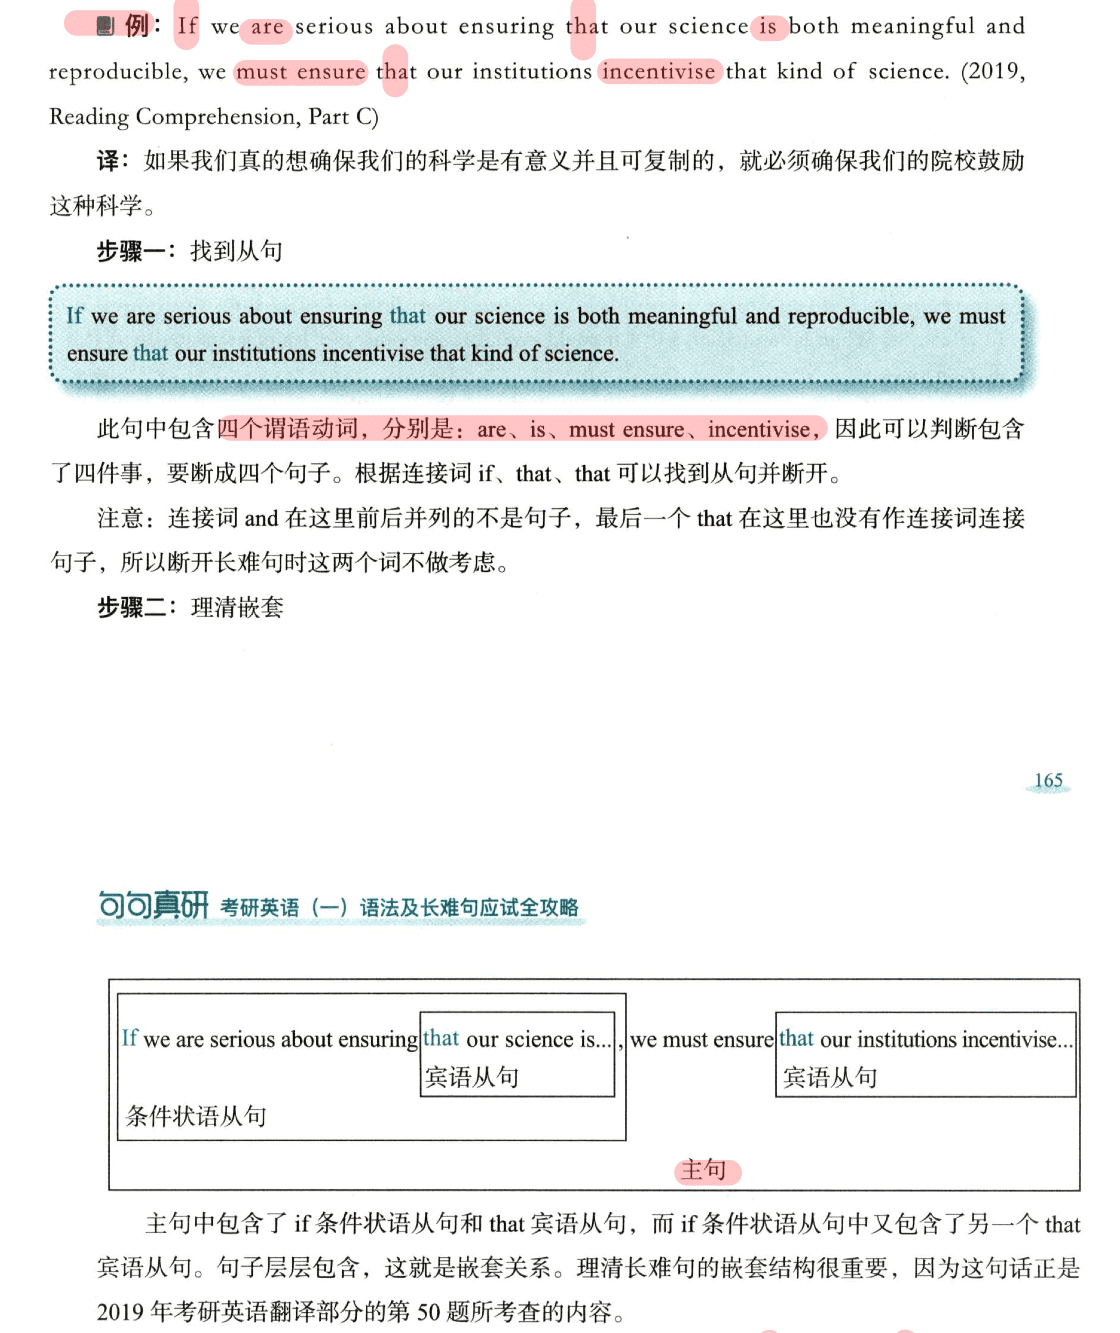 例：If we are serious about ensuring that our science is both meaningful and
reproducible, we must ensure that our institutions incentivise that kind of science. (2019,
Reading Comprehension, Part C)
译：如果我们真的想确保我们的科学是有意义并且可复制的，就必须确保我们的院校鼓励
这种科学。
步骤一：找到从句
If we are serious about ensuring that our science is both meaningful and reproducible, we must
ensure that our institutions incentivise that kind of science.
此句中包含四个谓语动词，分别是：are、is、must ensure、incentivise，因此可以判断包含
了四件事，要断成四个句子。根据连接词 if、that、that 可以找到从句并断开。
注意：连接词 and 在这里前后并列的不是句子，最后一个 that 在这里也没有作连接词连接
句子，所以断开长难句时这两个词不做考虑。
步骤二：理清嵌套
165
句句真研 考研英语（一）语法及长难句应试全攻略
If we are serious about ensuring that our science is..., we must ensure that our institutions incentivise...
宾语从句 宾语从句
条件状语从句
主句
主句中包含了 if 条件状语从句和 that 宾语从句，而 if 条件状语从句中又包含了另一个 that
宾语从句。句子层层包含，这就是嵌套关系。理清长难句的嵌套结构很重要，因为这句话正是
2019 年考研英语翻译部分的第 50 题所考查的内容。